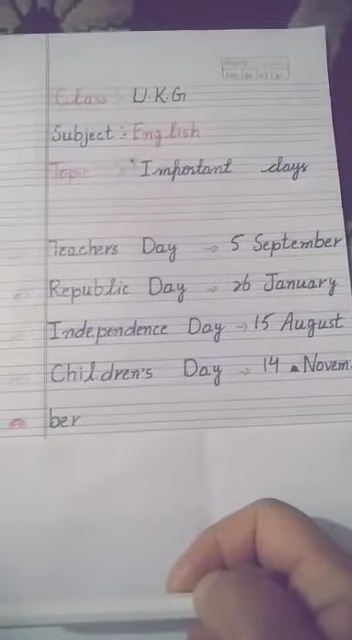 Class : U.K.G
Subject : English
Topic : Important days
Teachers Day → 5 September
Republic Day → 26 January
Independence Day → 15 August
Children's Day → 14 Novem
ber